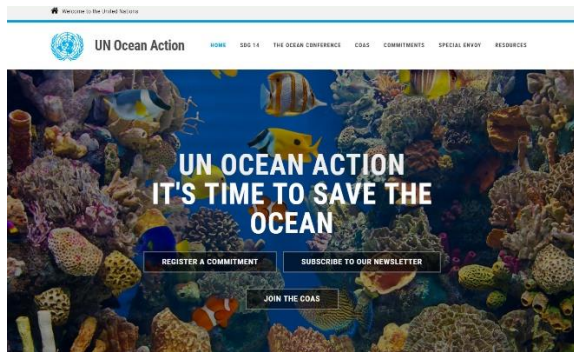 Welcome to the United Nations
UN Ocean Action
HOME SDG 14 THE OCEAN CONFERENCE COAS COMMITMENTS SPECIAL ENVOY RESOURCES
UN OCEAN ACTION
IT'S TIME TO SAVE THE
OCEAN
REGISTER A COMMITMENT SUBSCRIBE TO OUR NEWSLETTER
JOIN THE COAS